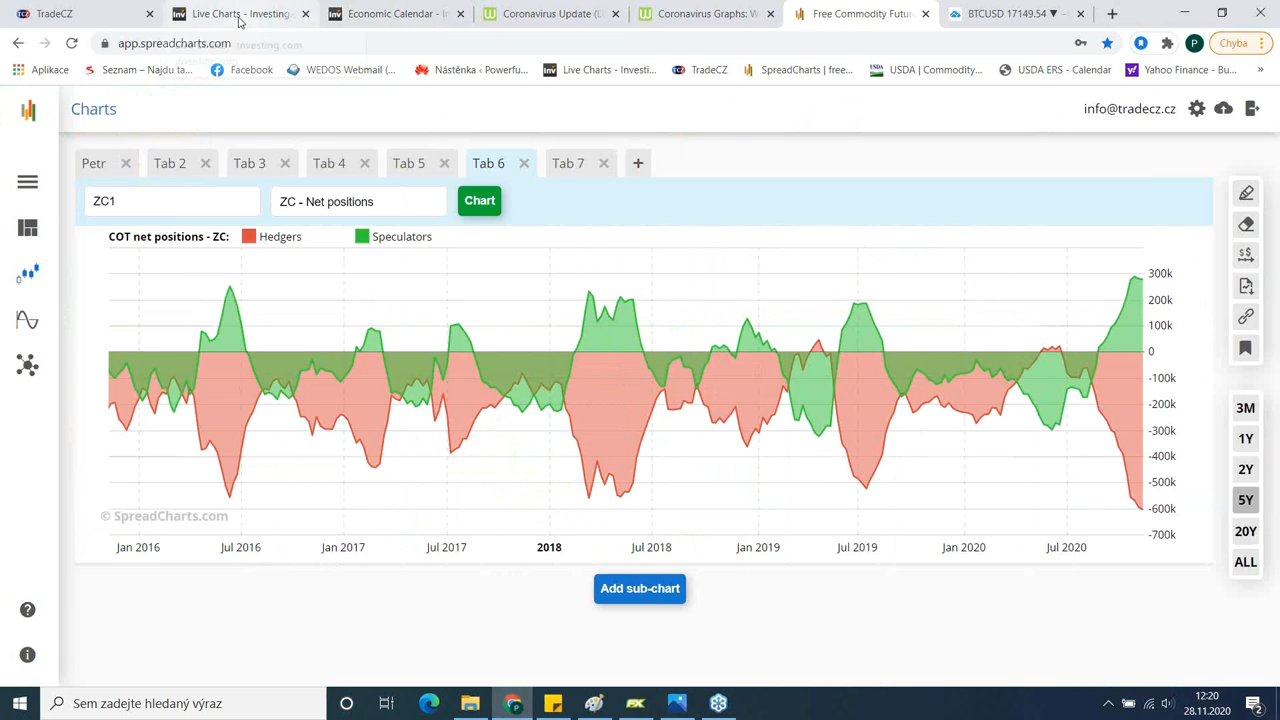 TradeCZ
Live Charts - Investing.
Economic Calendar - In
Coronavirus Update (L
Coronavirus Graphs: W
Free Commodity Futur
BTCUSD 17149.54 ▼
app.spreadcharts.com
investing.com
Chyba
Aplikace
Seznam – Najdu ta...
Facebook
WEDOS Webmail (...
Nástěnka ‹ Powerfu...
Live Charts - Investi...
TradeCZ
SpreadCharts | free...
USDA | Commodity...
USDA ERS - Calendar
Yahoo Finance - Bu...
Charts
info@tradecz.cz
Petr
Tab 2
Tab 3
Tab 4
Tab 5
Tab 6
Tab 7
ZC1
ZC - Net positions
Chart
COT net positions - ZC:
Hedgers
Speculators
300k
200k
100k
0
-100k
-200k
-300k
-400k
-500k
-600k
-700k
© SpreadCharts.com
Jan 2016
Jul 2016
Jan 2017
Jul 2017
2018
Jul 2018
Jan 2019
Jul 2019
Jan 2020
Jul 2020
3M
1Y
2Y
5Y
20Y
ALL
Add sub-chart
Sem zadejte hledaný výraz
12:20
28.11.2020
2